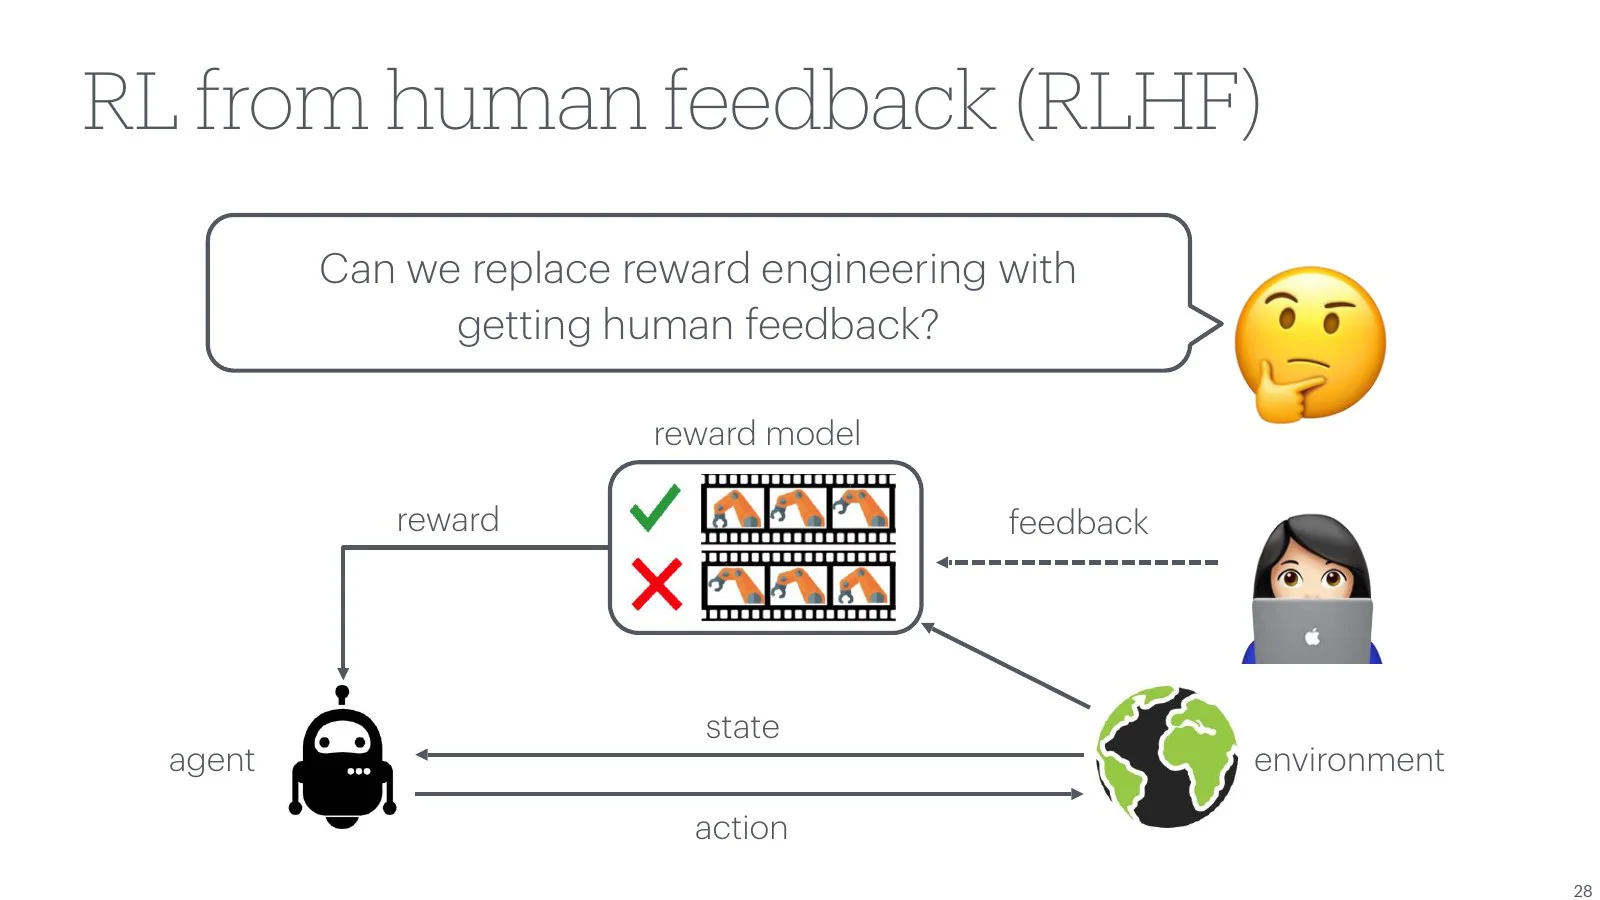 RL from human feedback (RLHF)
Can we replace reward engineering with
getting human feedback?
reward model
reward
feedback
state
agent
environment
action
28